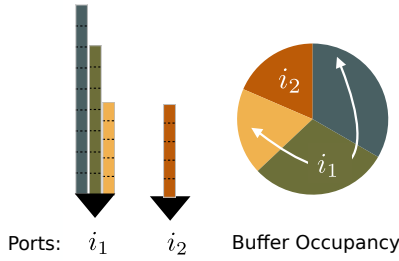 i₂
i₁
Ports: i₁ i₂ Buffer Occupancy